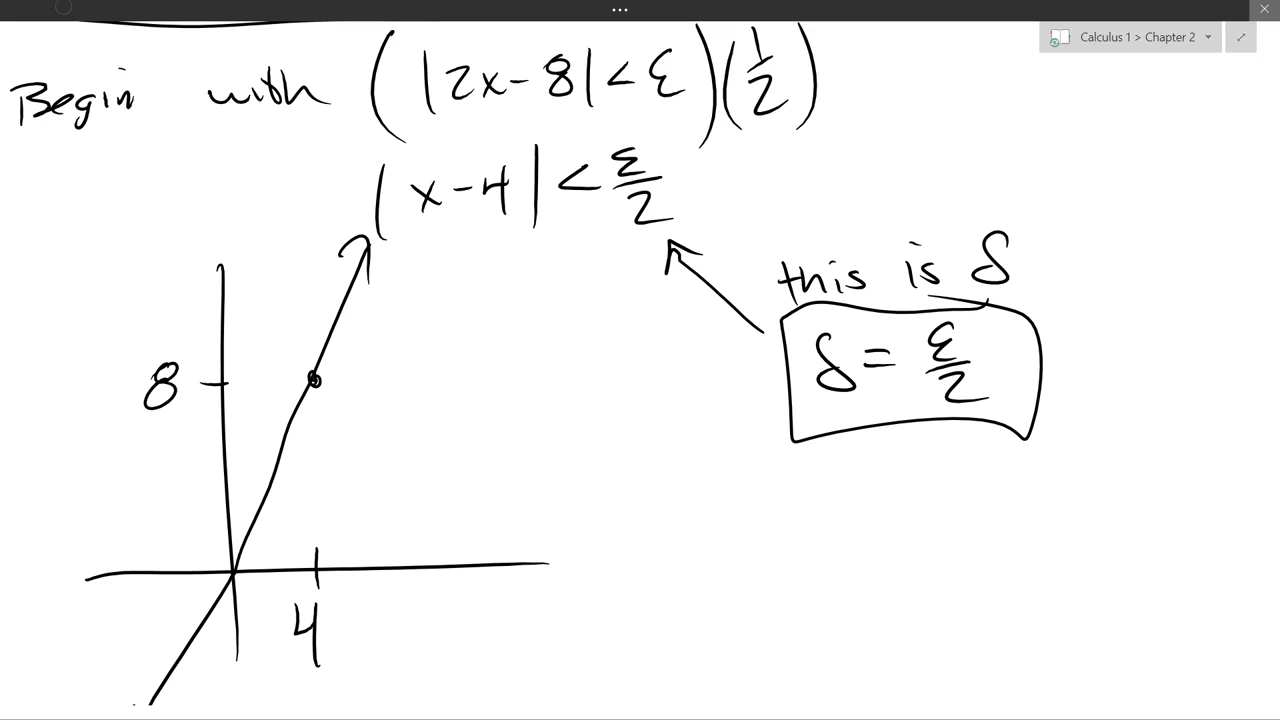 ...
Calculus 1 > Chapter 2
Begin with (|2x-8|<ε)(1/2)
|x-4|<ε/2
this is δ
δ = ε/2
8
4